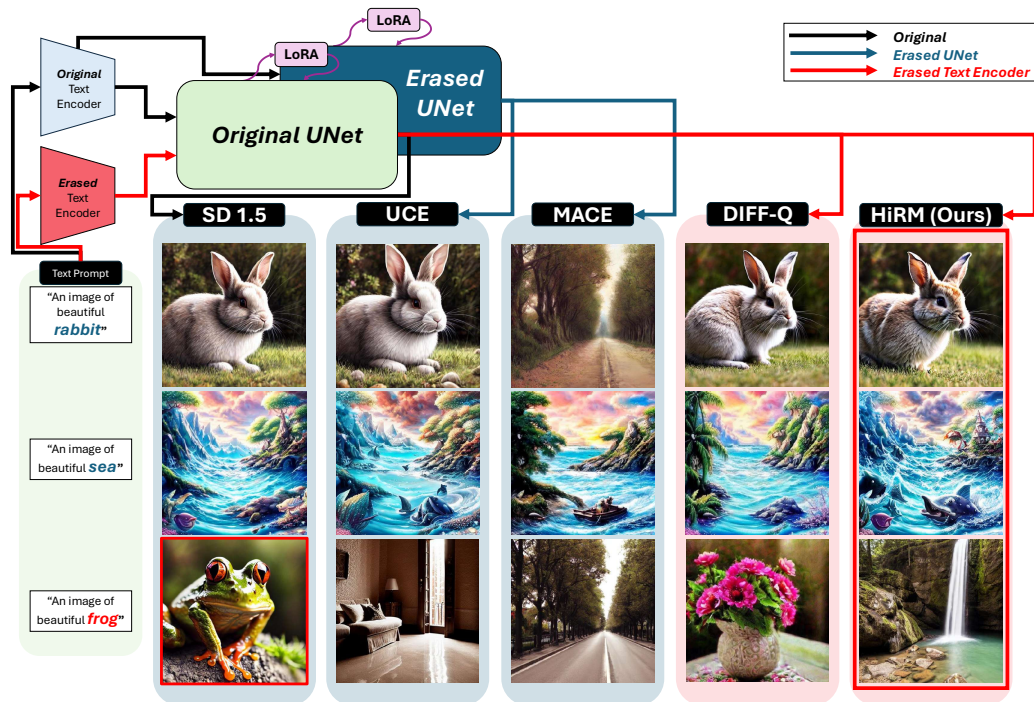 LoRA
LoRA
Original
Erased UNet
Erased Text Encoder
Original
Text
Encoder
Erased
UNet
Original UNet
Erased
Text
Encoder
SD 1.5
UCE
MACE
DIFF-Q
HiRM (Ours)
Text Prompt
“An image of
beautiful
rabbit”
“An image of
beautiful sea”
“An image of
beautiful frog”